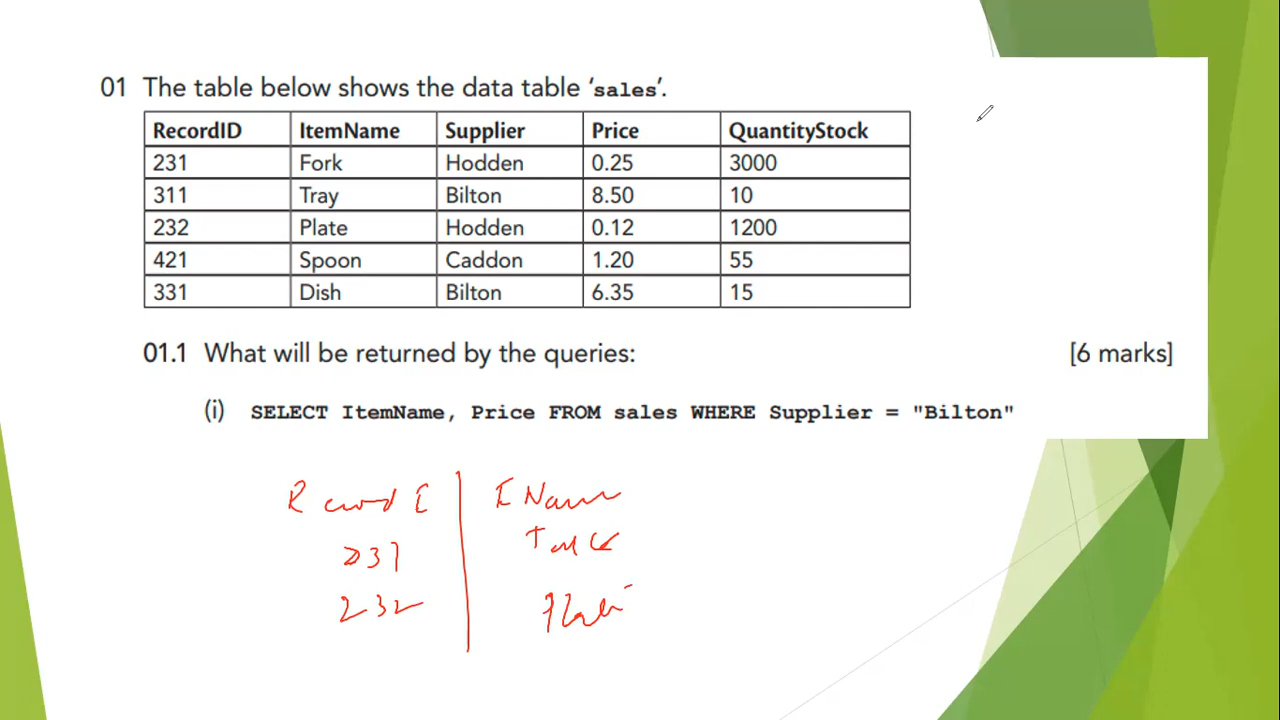 01 The table below shows the data table 'sales'.
RecordID ItemName Supplier Price QuantityStock
231 Fork Hodden 0.25 3000
311 Tray Bilton 8.50 10
232 Plate Hodden 0.12 1200
421 Spoon Caddon 1.20 55
331 Dish Bilton 6.35 15
01.1 What will be returned by the queries: [6 marks]
(i) SELECT ItemName, Price FROM sales WHERE Supplier = "Bilton"
I Name
231
232